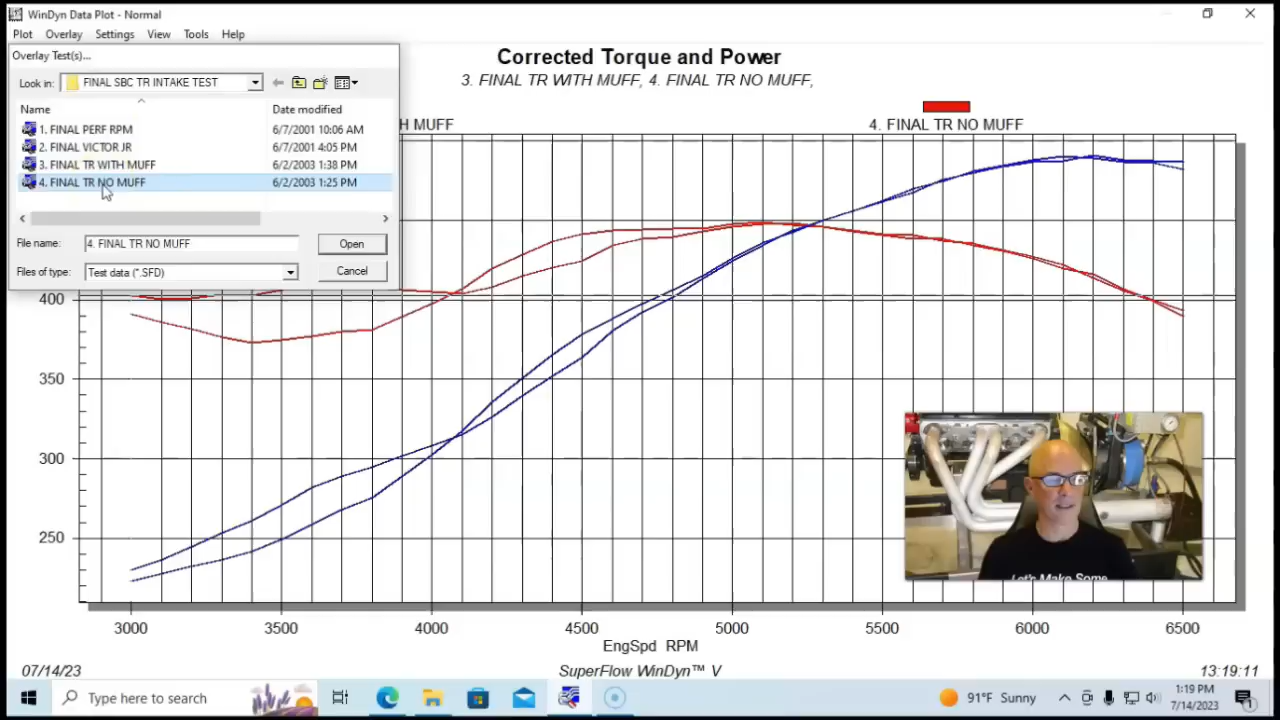 WinDyn Data Plot - Normal
Plot Overlay Settings View Tools Help
Overlay Test(s)...
Look in: FINAL SBC TR INTAKE TEST
Name Date modified
1. FINAL PERF RPM 6/7/2001 10:06 AM
2. FINAL VICTOR JR 6/7/2001 4:05 PM
3. FINAL TR WITH MUFF 6/2/2003 1:38 PM
4. FINAL TR NO MUFF 6/2/2003 1:25 PM
File name: 4. FINAL TR NO MUFF Open
Files of type: Test data (*.SFD) Cancel
Corrected Torque and Power
3. FINAL TR WITH MUFF, 4. FINAL TR NO MUFF,
H MUFF 4. FINAL TR NO MUFF
400
350
300
250
3000 3500 4000 4500 5000 5500 6000 6500
EngSpd RPM
Let's Make Some
07/14/23 SuperFlow WinDyn™ V 13:19:11
Type here to search 91°F Sunny 1:19 PM
7/14/2023